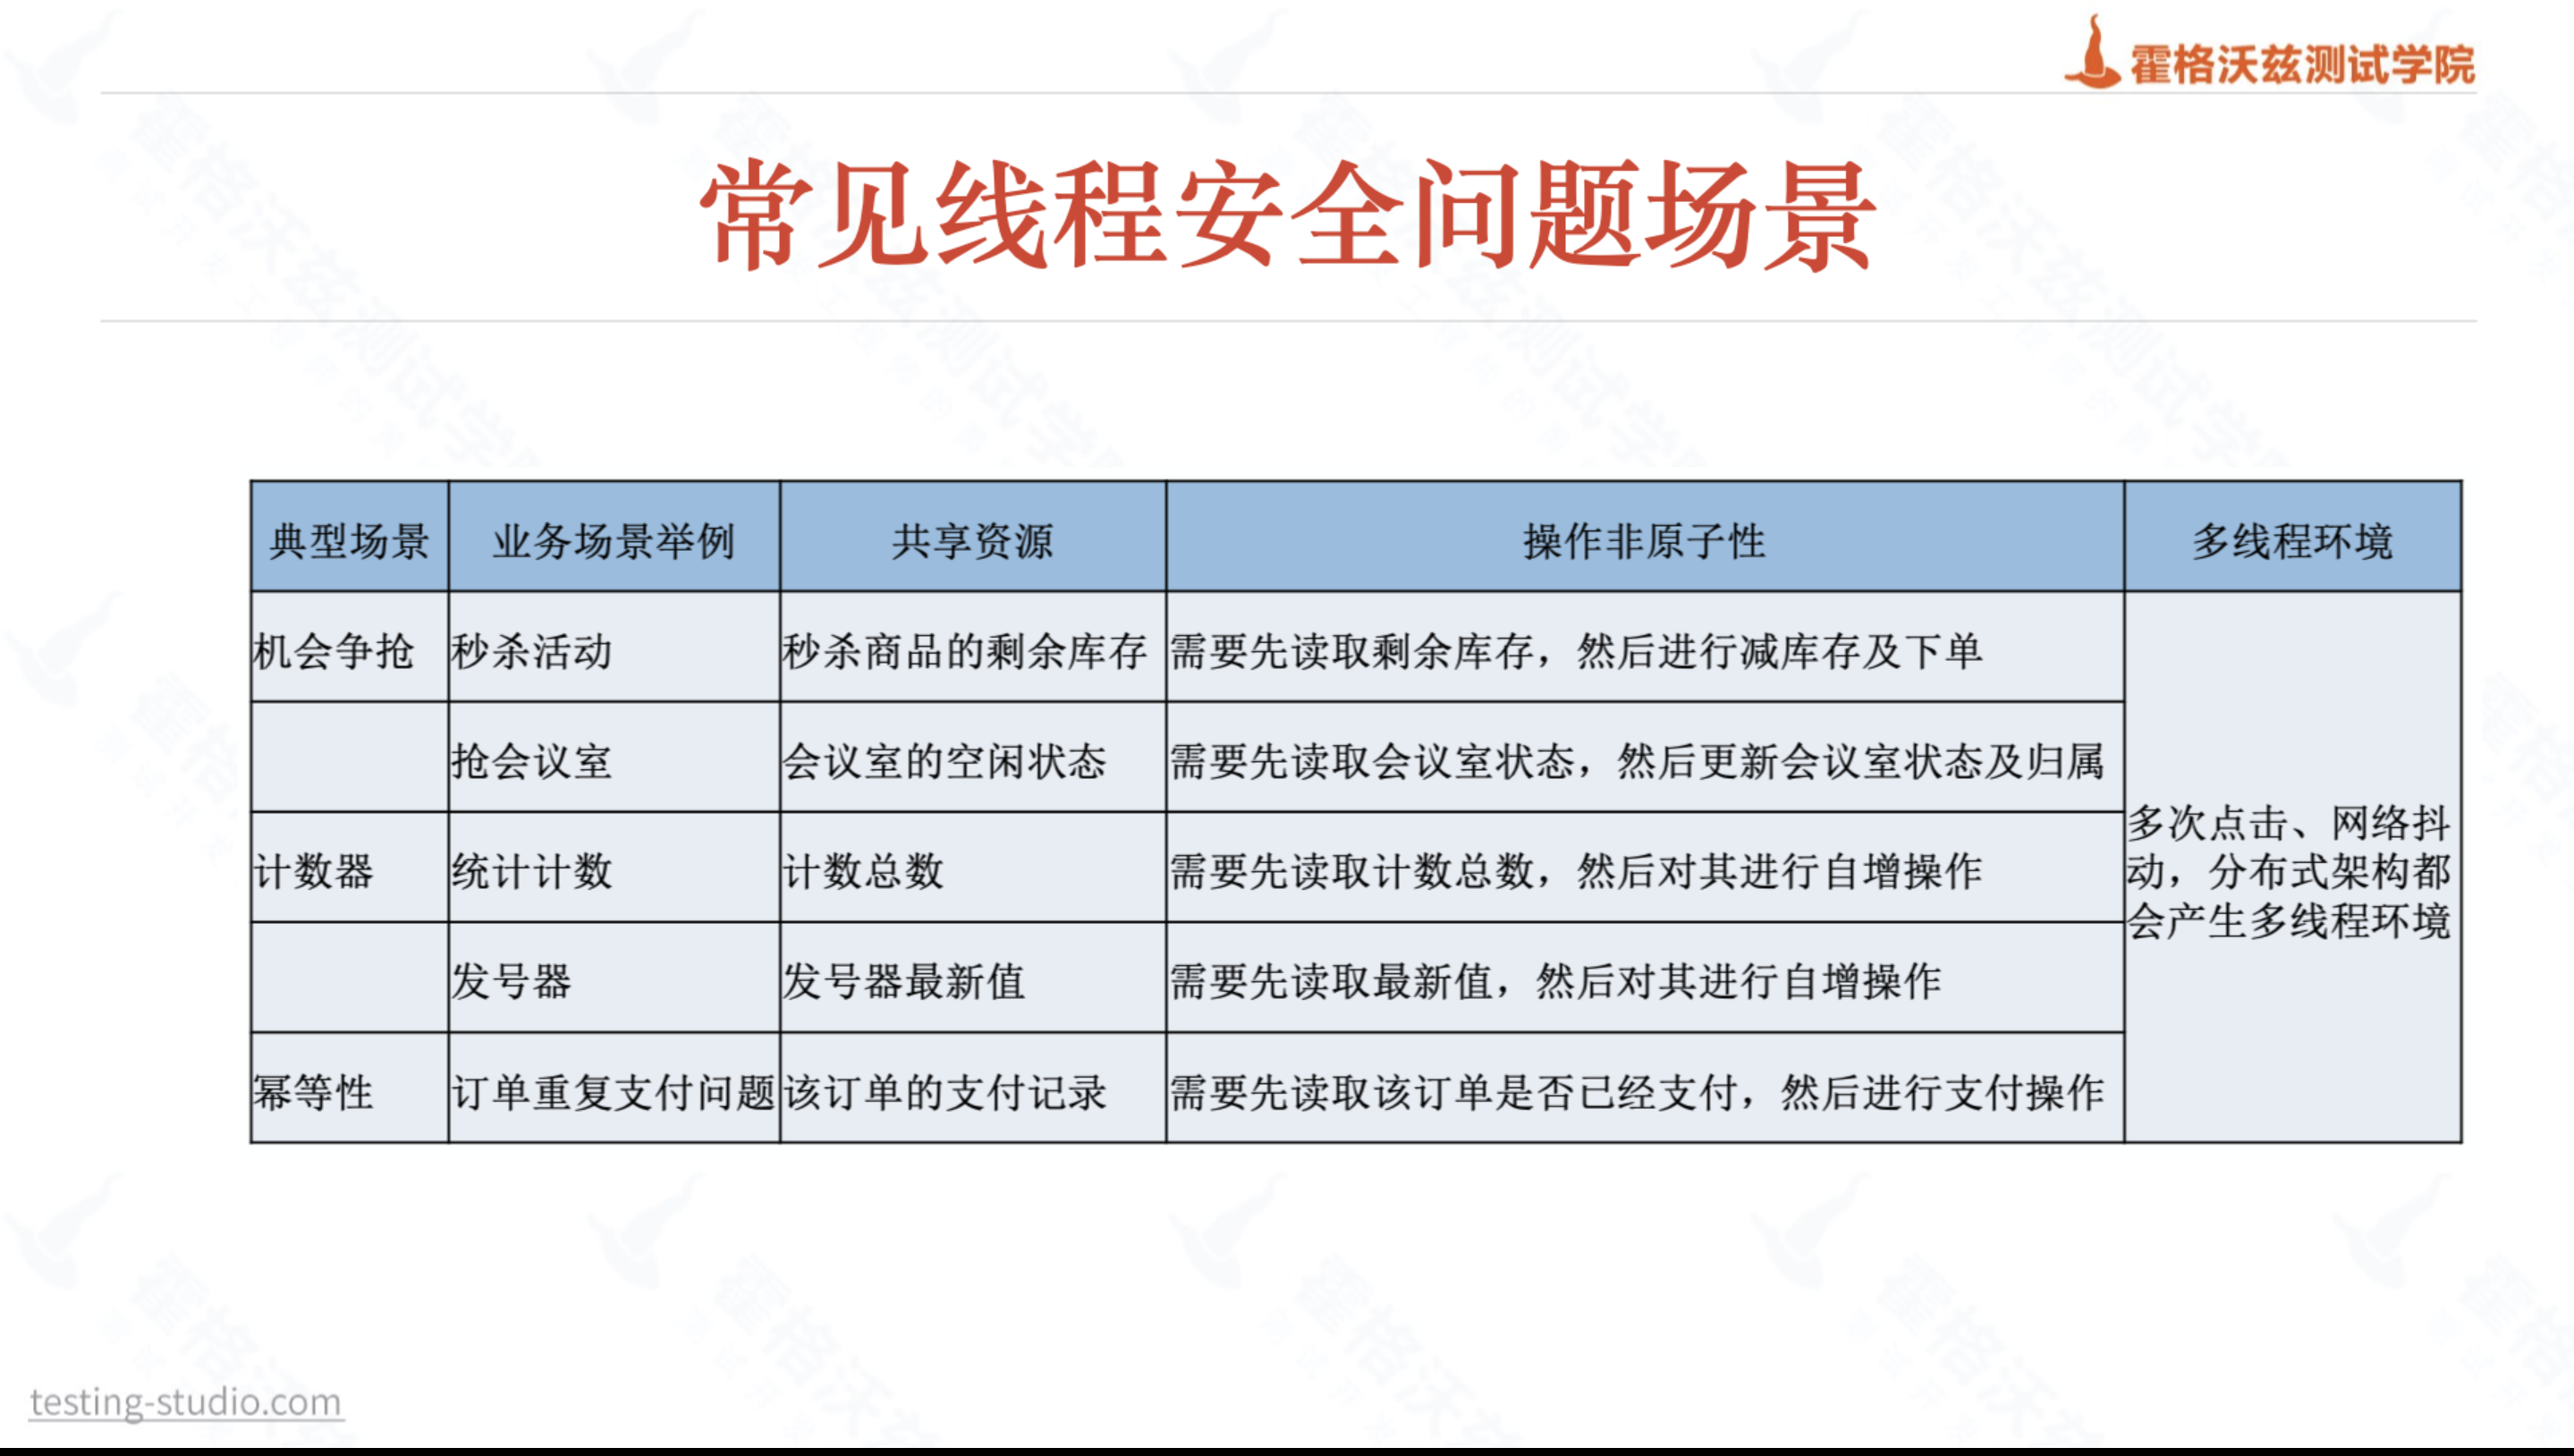 霍格沃兹测试学院
常见线程安全问题场景
典型场景 业务场景举例 共享资源 操作非原子性 多线程环境
机会争抢 秒杀活动 秒杀商品的剩余库存 需要先读取剩余库存，然后进行减库存及下单
抢会议室 会议室的空闲状态 需要先读取会议室状态，然后更新会议室状态及归属
计数器 统计计数 计数总数 需要先读取计数总数，然后对其进行自增操作
发号器 发号器最新值 需要先读取最新值，然后对其进行自增操作
幂等性 订单重复支付问题 该订单的支付记录 需要先读取该订单是否已经支付，然后进行支付操作
多次点击、网络抖
动，分布式架构都
会产生多线程环境
testing-studio.com